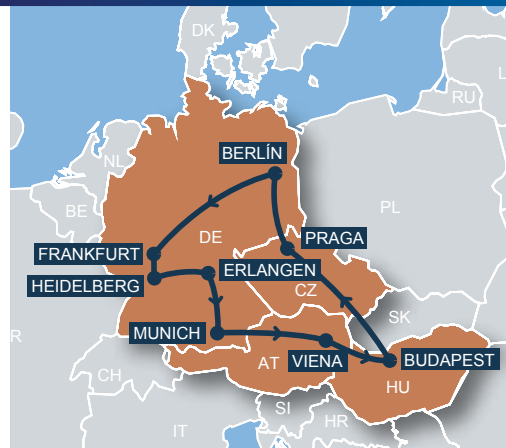 DK
L
RU
BERLÍN
NL
BE
PL
DE
PRAGA
FRANKFURT
ERLANGEN
HEIDELBERG
CZ
SK
MUNICH
R
VIENA
BUDAPEST
AT
CH
HU
SI
HR
IT